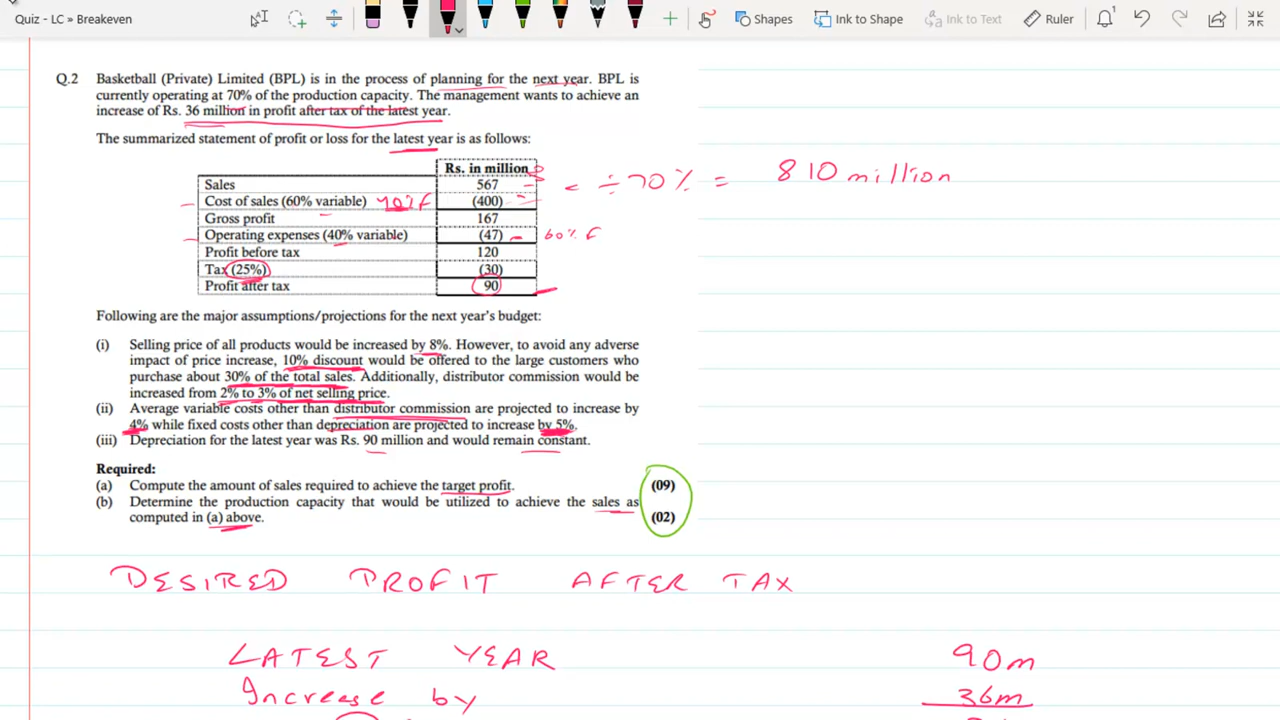 Quiz - LC » Breakeven
Shapes Ink to Shape Ink to Text Ruler
Q.2 Basketball (Private) Limited (BPL) is in the process of planning for the next year. BPL is
currently operating at 70% of the production capacity. The management wants to achieve an
increase of Rs. 36 million in profit after tax of the latest year.
The summarized statement of profit or loss for the latest year is as follows:
Rs. in million
Sales 567 ÷ 70% = 810 million
Cost of sales (60% variable) 40% F (400)
Gross profit 167
Operating expenses (40% variable) (47) 60% F
Profit before tax 120
Tax (25%) (30)
Profit after tax 90
Following are the major assumptions/projections for the next year's budget:
(i) Selling price of all products would be increased by 8%. However, to avoid any adverse
impact of price increase, 10% discount would be offered to the large customers who
purchase about 30% of the total sales. Additionally, distributor commission would be
increased from 2% to 3% of net selling price.
(ii) Average variable costs other than distributor commission are projected to increase by
4% while fixed costs other than depreciation are projected to increase by 5%.
(iii) Depreciation for the latest year was Rs. 90 million and would remain constant.
Required:
(a) Compute the amount of sales required to achieve the target profit. (09)
(b) Determine the production capacity that would be utilized to achieve the sales as
computed in (a) above. (02)
DESIRED PROFIT AFTER TAX
LATEST YEAR 90m
Increase by 36m